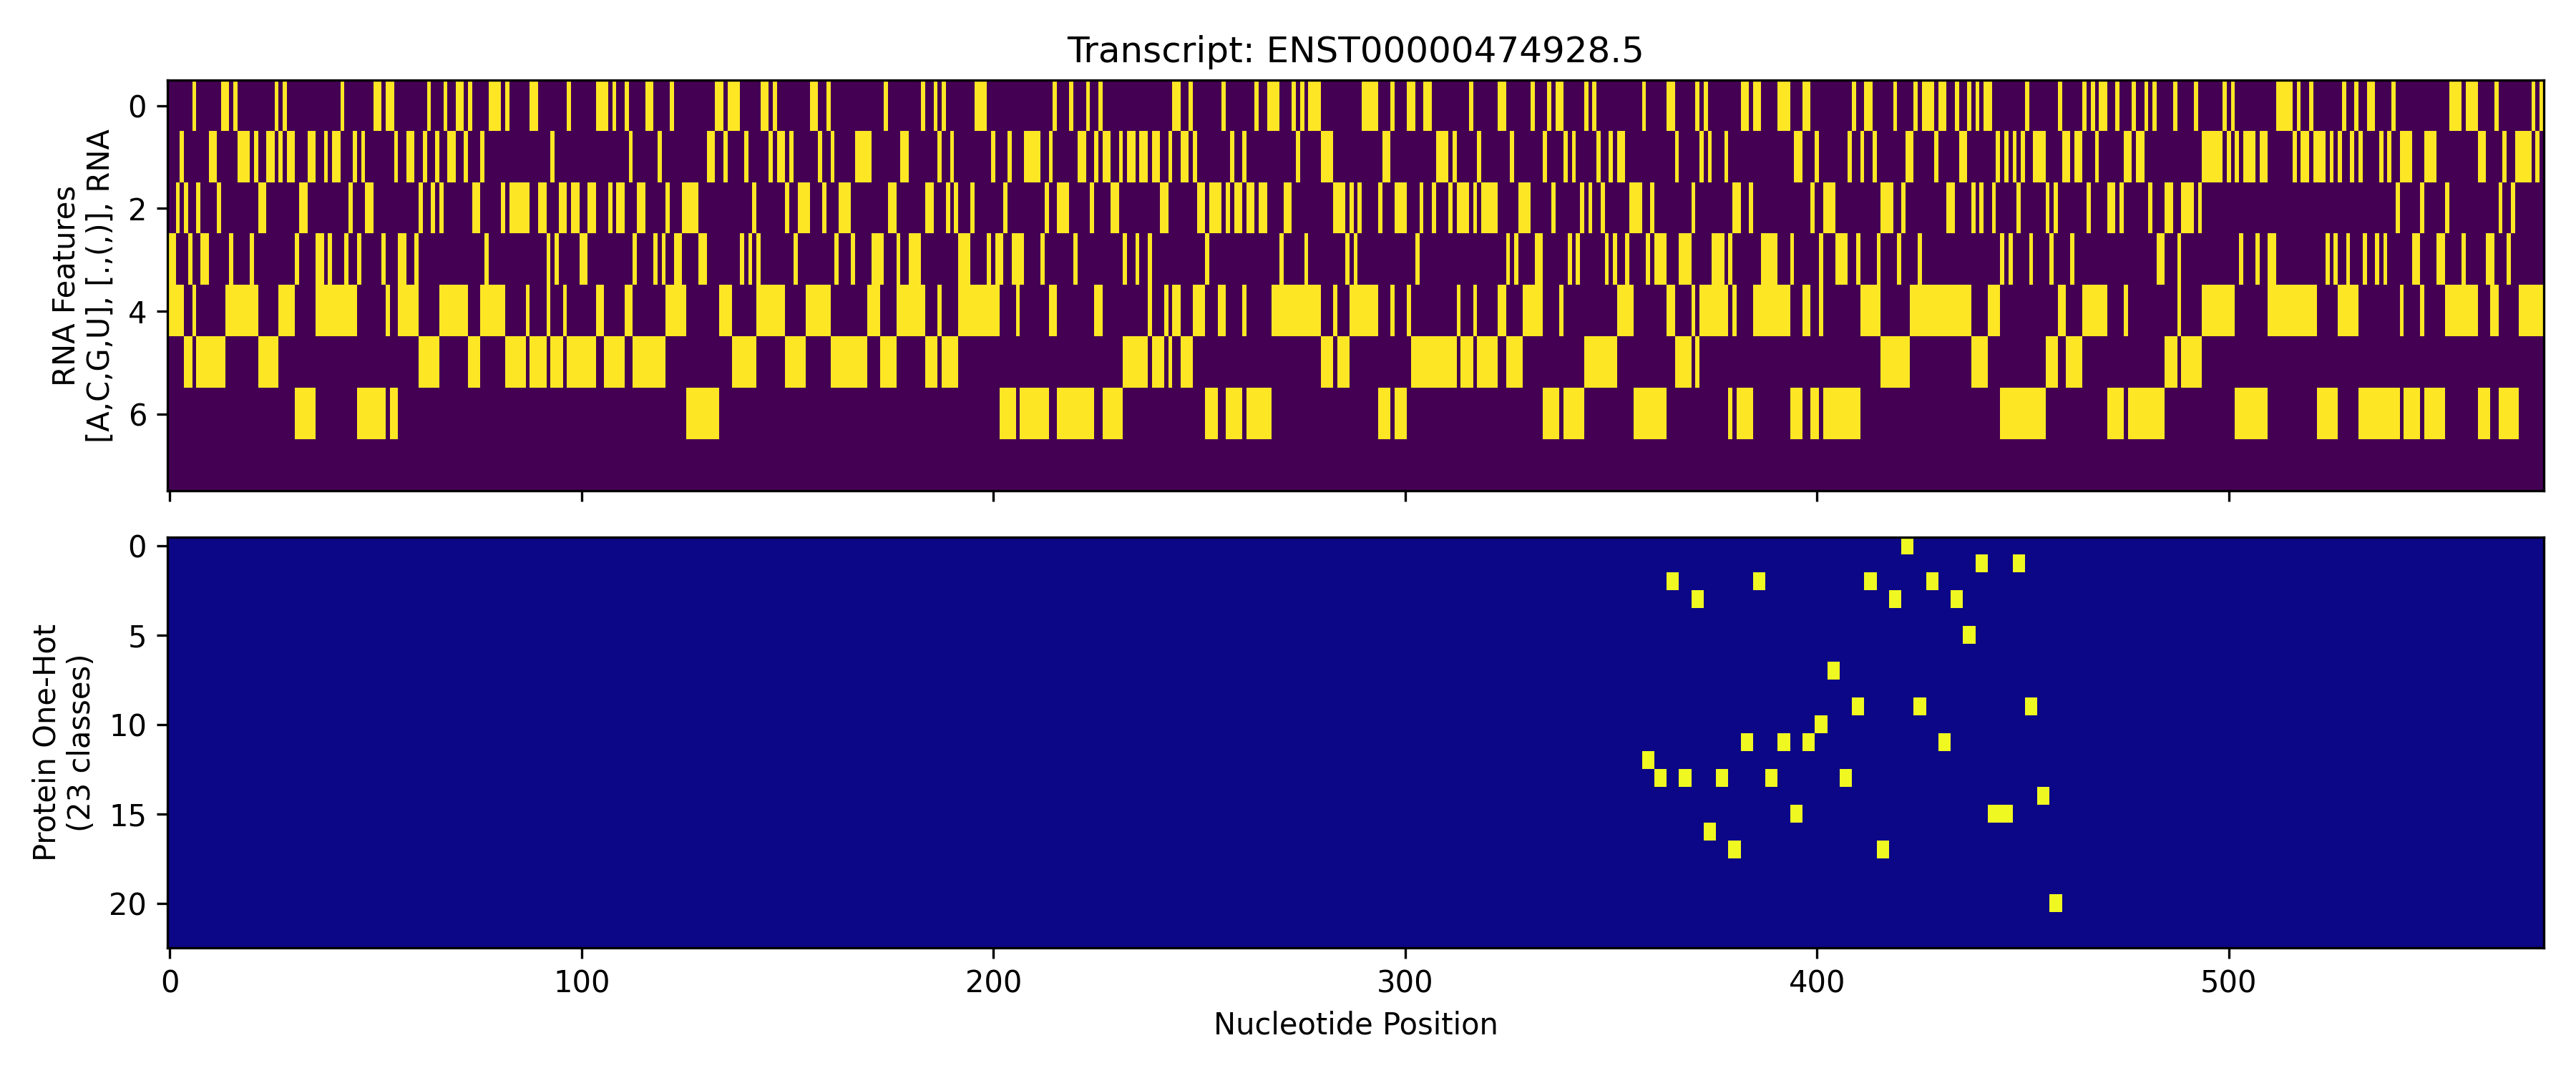 Transcript: ENST00000474928.5
RNA Features
[A,C,G,U], [.,(,)], RNA
0
2
4
6
Protein One-Hot
(23 classes)
0
5
10
15
20
0 100 200 300 400 500
Nucleotide Position